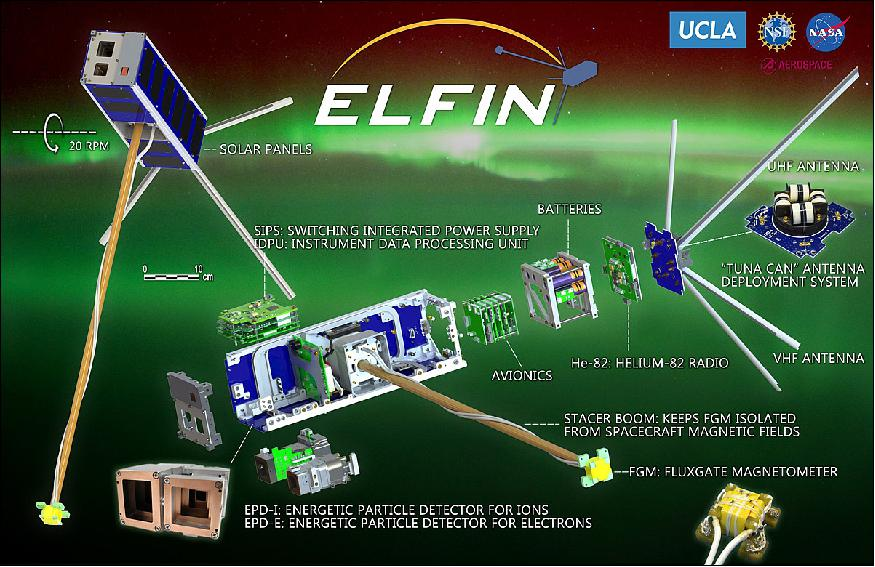 UCLA
NSF
NASA
AEROSPACE
ELFIN
20 RPM
SOLAR PANELS
UHF ANTENNA
BATTERIES
SIPS: SWITCHING INTEGRATED POWER SUPPLY
IDPU: INSTRUMENT DATA PROCESSING UNIT
"TUNA CAN" ANTENNA
DEPLOYMENT SYSTEM
0 10
cm
He-82: HELIUM-82 RADIO
VHF ANTENNA
AVIONICS
STACER BOOM: KEEPS FGM ISOLATED
FROM SPACECRAFT MAGNETIC FIELDS
FGM: FLUXGATE MAGNETOMETER
EPD-I: ENERGETIC PARTICLE DETECTOR FOR IONS
EPD-E: ENERGETIC PARTICLE DETECTOR FOR ELECTRONS